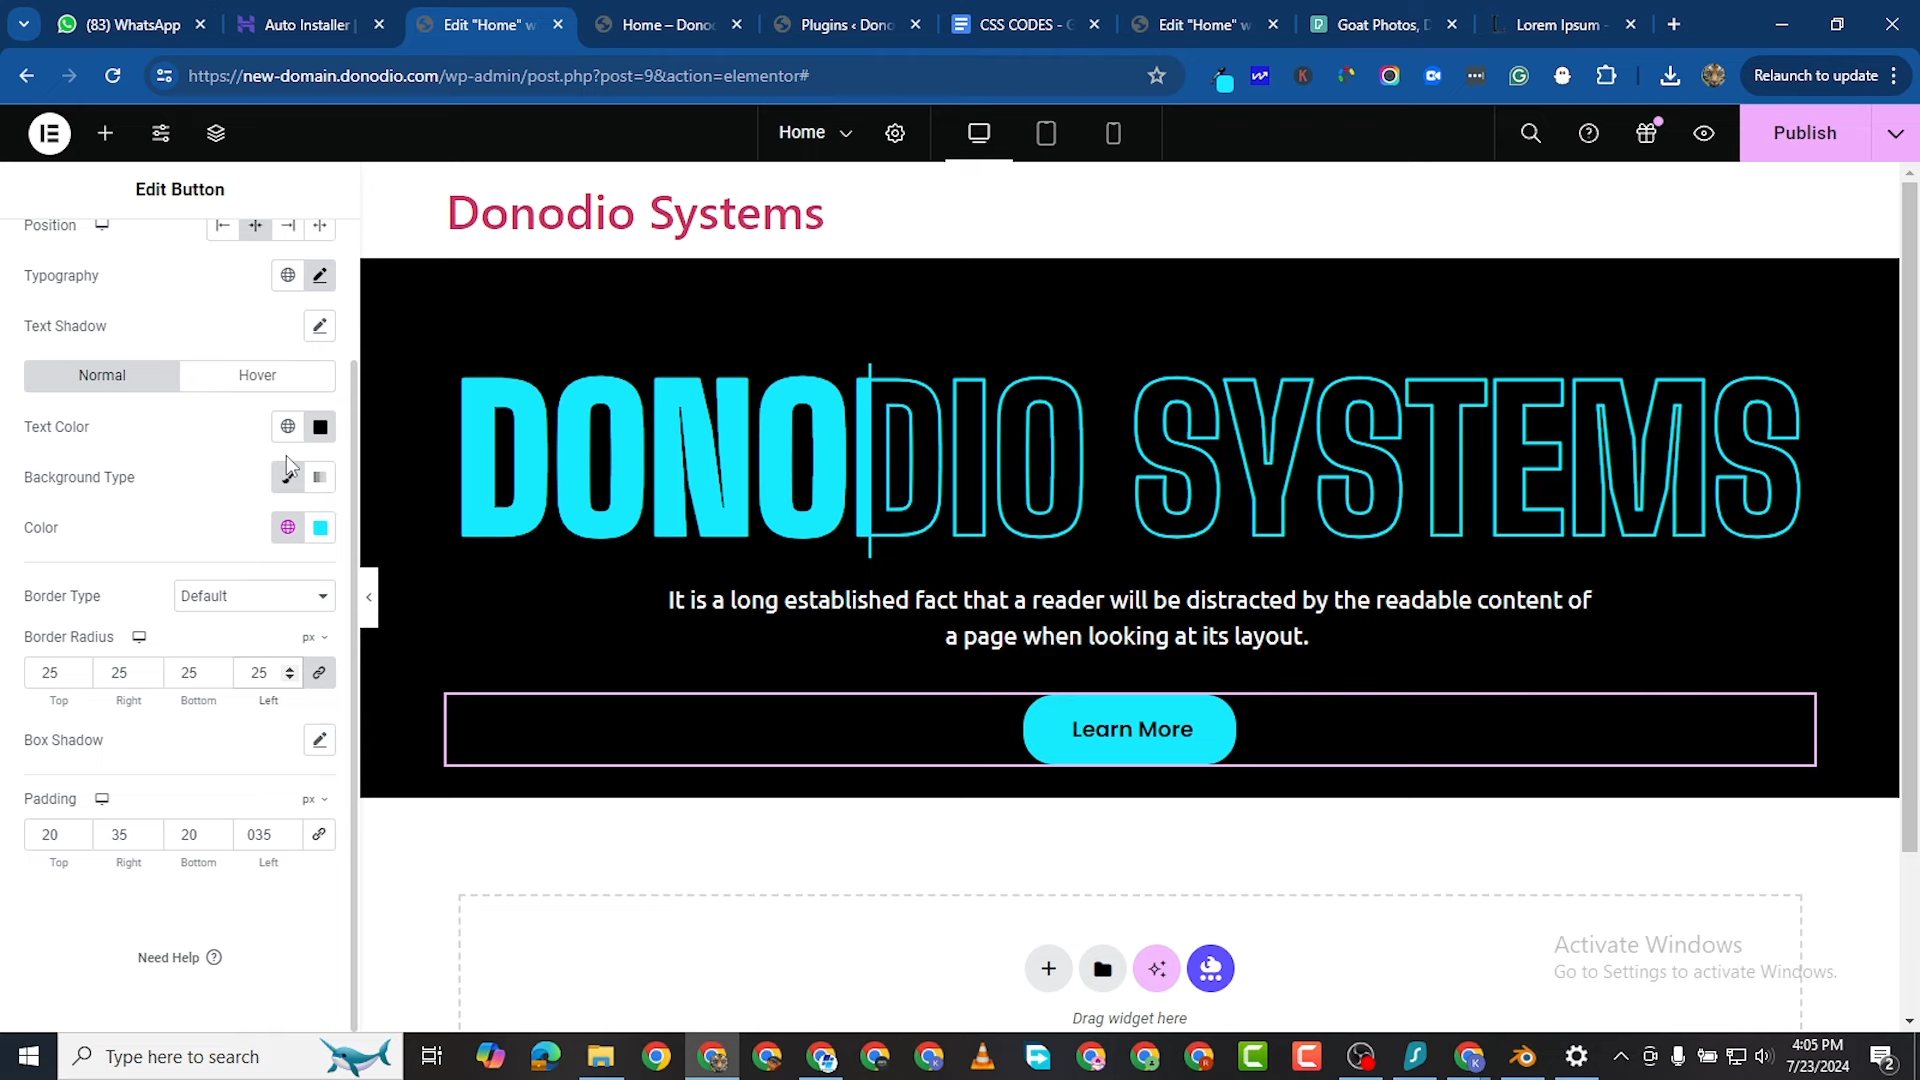 (83) WhatsApp
Auto Installer |
Edit "Home" w
Home – Dono
Plugins ‹ Dono
CSS CODES - G
Edit "Home" w
Goat Photos, D
Lorem Ipsum -
https://new-domain.donodio.com/wp-admin/post.php?post=9&action=elementor#
Relaunch to update
Home
Publish
Edit Button
Position
Typography
Text Shadow
Normal
Hover
Text Color
Background Type
Color
Border Type
Default
Border Radius
px
25
25
25
25
Top
Right
Bottom
Left
Box Shadow
Padding
px
20
35
20
035
Top
Right
Bottom
Left
Need Help
Donodio Systems
DONODIO SYSTEMS
It is a long established fact that a reader will be distracted by the readable content of
a page when looking at its layout.
Learn More
Drag widget here
Activate Windows
Go to Settings to activate Windows.
Type here to search
4:05 PM
7/23/2024
2